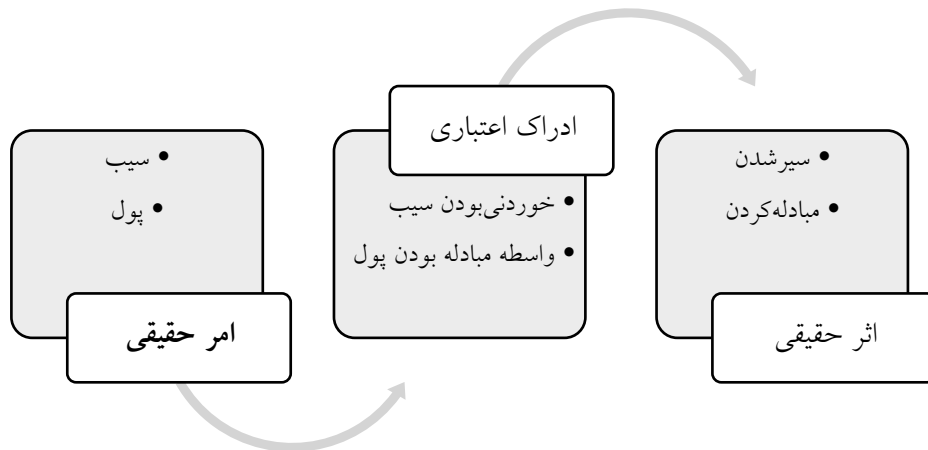 سیب
پول
امر حقیقی
ادراک اعتباری
خوردنی‌بودن سیب
واسطه مبادله بودن پول
سیرشدن
مبادله‌کردن
اثر حقیقی